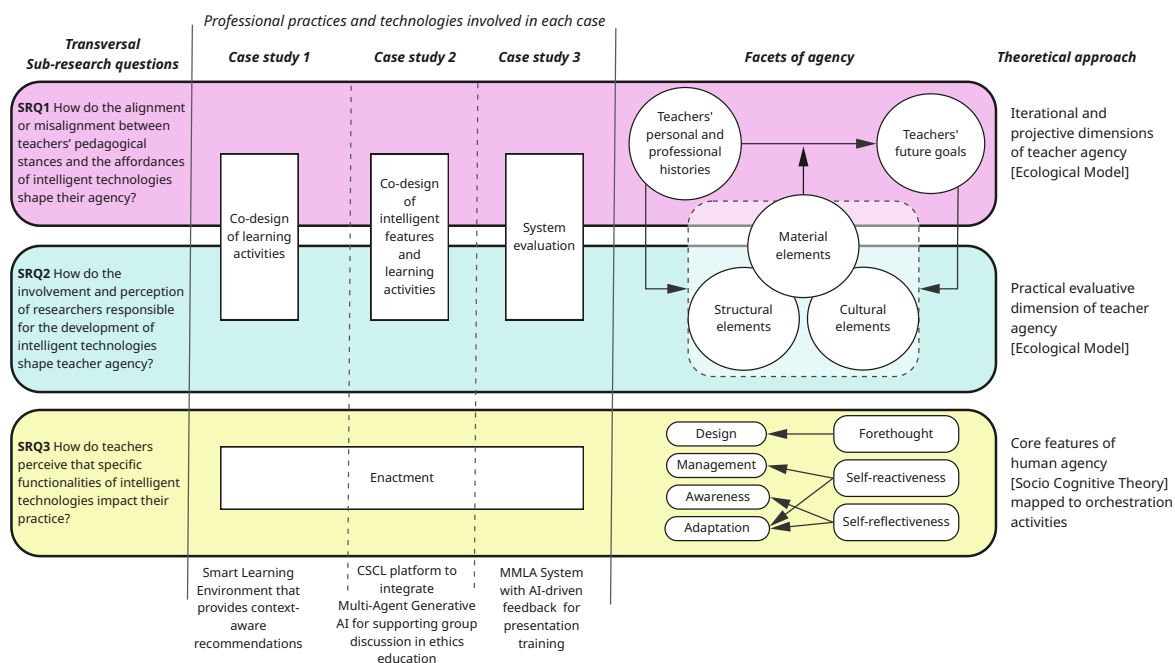 Professional practices and technologies involved in each case
Transversal
Sub-research questions
Case study 1
Case study 2
Case study 3
Facets of agency
Theoretical approach
SRQ1 How do the alignment
or misalignment between
teachers' pedagogical
stances and the affordances
of intelligent technologies
shape their agency?
Co-design
of learning
activities
Co-design
of
intelligent
features
and
learning
activities
System
evaluation
Teachers'
personal and
professional
histories
Teachers'
future goals
Material
elements
Structural
elements
Cultural
elements
Iterational and
projective dimensions
of teacher agency
[Ecological Model]
SRQ2 How do the
involvement and perception
of researchers responsible
for the development of
intelligent technologies
shape teacher agency?
Practical evaluative
dimension of teacher
agency
[Ecological Model]
SRQ3 How do teachers
perceive that specific
functionalities of intelligent
technologies impact their
practice?
Enactment
Design
Management
Awareness
Adaptation
Forethought
Self-reactiveness
Self-reflectiveness
Core features of
human agency
[Socio Cognitive Theory]
mapped to orchestration
activities
Smart Learning
Environment that
provides context-
aware
recommendations
CSCL platform to
integrate
Multi-Agent Generative
AI for supporting group
discussion in ethics
education
MMLA System
with AI-driven
feedback for
presentation
training